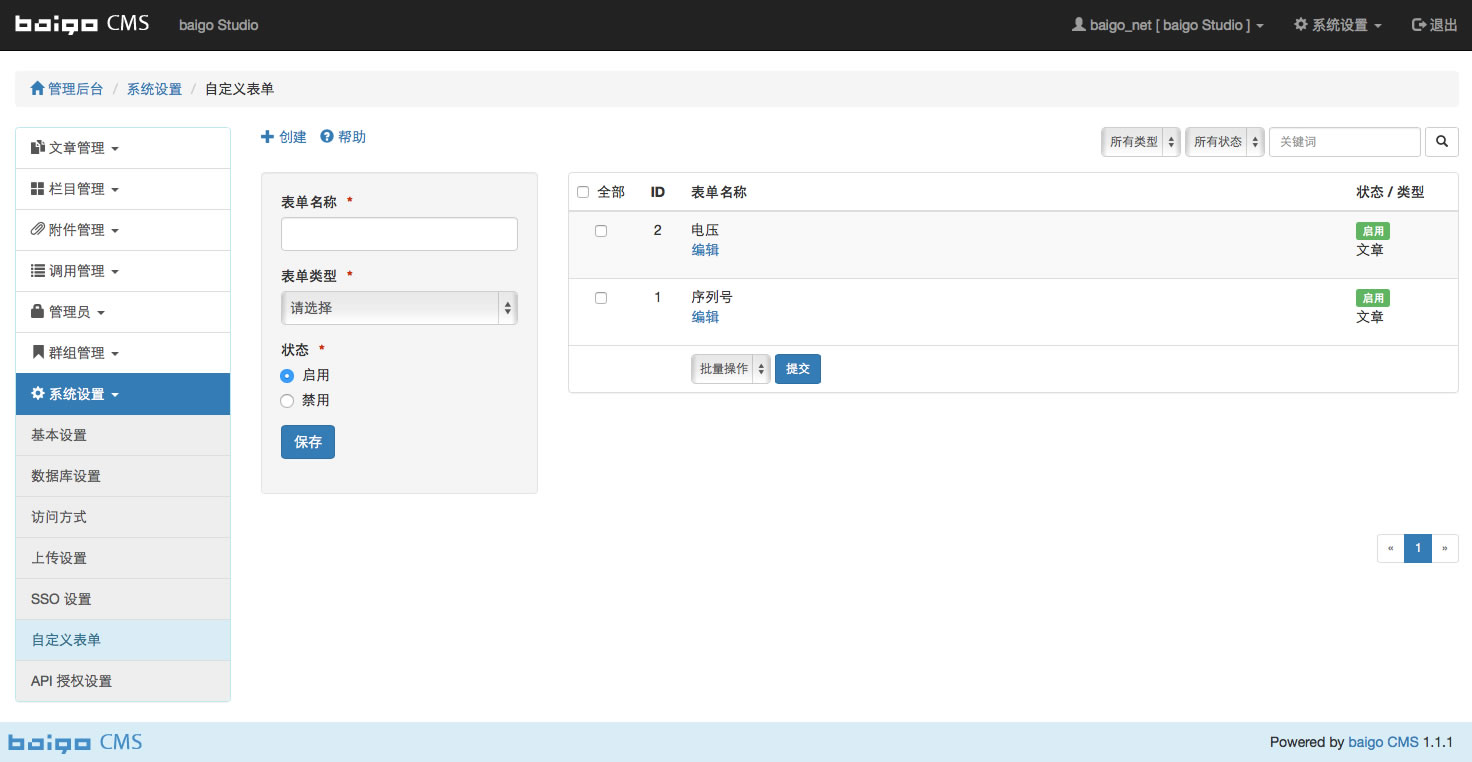 baigo CMS baigo Studio baigo_net [ baigo Studio ] 系统设置 退出
管理后台 / 系统设置 / 自定义表单
文章管理
栏目管理
附件管理
调用管理
管理员
群组管理
系统设置
基本设置
数据库设置
访问方式
上传设置
SSO 设置
自定义表单
API 授权设置
创建 帮助
表单名称 *
表单类型 *
请选择
状态 *
启用
禁用
保存
所有类型 所有状态 关键词
全部 ID 表单名称 状态 / 类型
2 电压 启用
编辑 文章
1 序列号 启用
编辑 文章
批量操作 提交
« 1 »
baigo CMS Powered by baigo CMS 1.1.1